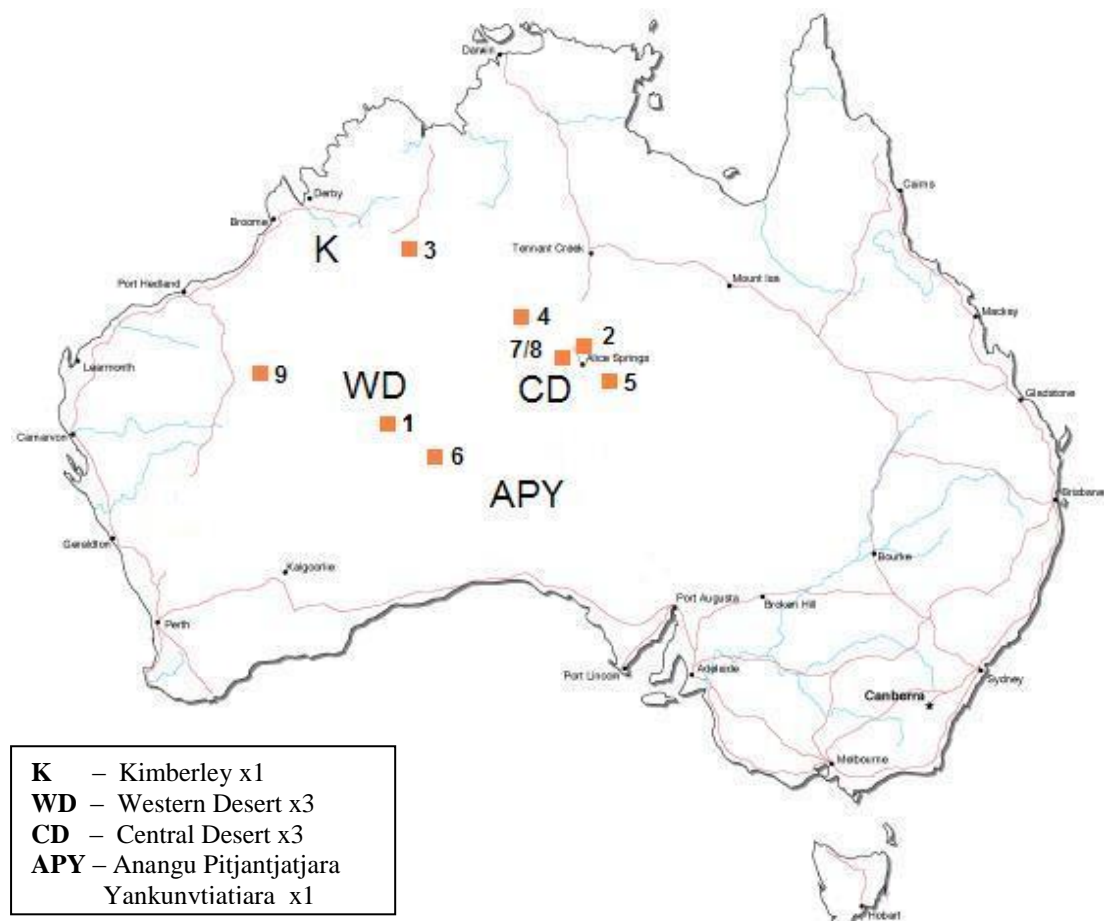 Darwin
Derby
Cairns
Broome
K
3
Tennant Creek
Mount Isa
Port Hedland
4
Mackay
2
7/8
Alice Springs
Learmonth
9
WD
CD
5
Gladstone
1
Carnarvon
6
APY
Brisbane
Geraldton
Bourke
Kalgoorlie
Port Augusta
Broken Hill
Perth
Port Lincoln
Adelaide
Sydney
Canberra
Melbourne
K – Kimberley x1
WD – Western Desert x3
CD – Central Desert x3
APY – Anangu Pitjantjatjara
Yankunvtiatiara x1
Hobart